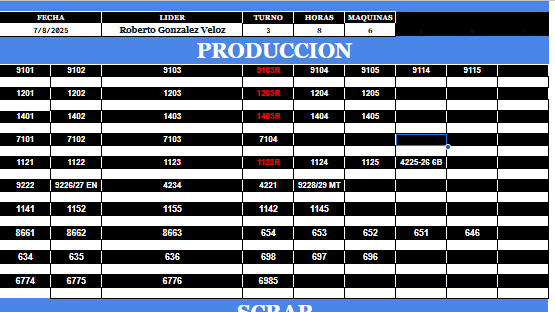 FECHA LIDER TURNO HORAS MAQUINAS
7/8/2025 Roberto Gonzalez Veloz 3 8 6
PRODUCCION
9101 9102 9103 9103R 9104 9105 9114 9115
1201 1202 1203 1203R 1204 1205
1401 1402 1403 1403R 1404 1405
7101 7102 7103 7104
1121 1122 1123 1123R 1124 1125 4225-26 6B
9222 9226/27 EN 4234 4221 9228/29 MT
1141 1152 1155 1142 1145
8661 8662 8663 654 653 652 651 646
634 635 636 698 697 696
6774 6775 6776 6985
SCRAP